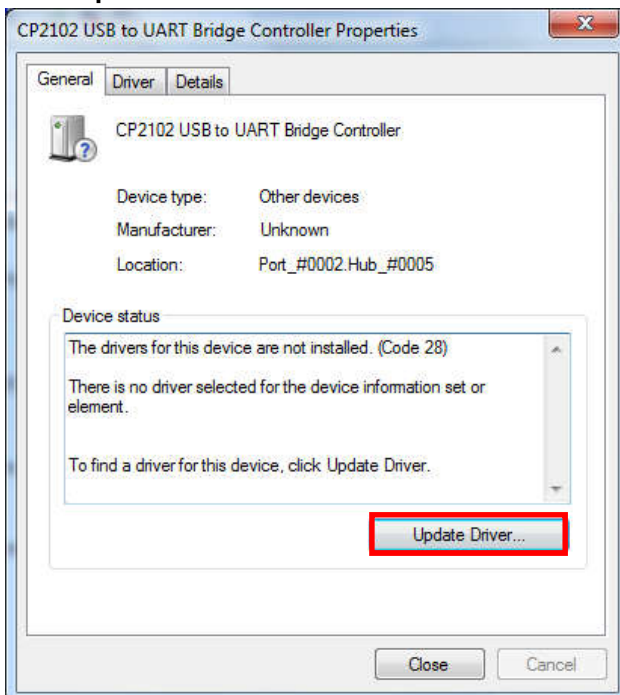 CP2102 USB to UART Bridge Controller Properties
General Driver Details
CP2102 USB to UART Bridge Controller
Device type: Other devices
Manufacturer: Unknown
Location: Port_#0002.Hub_#0005
Device status
The drivers for this device are not installed. (Code 28)
There is no driver selected for the device information set or
element.
To find a driver for this device, click Update Driver.
Update Driver...
Close Cancel